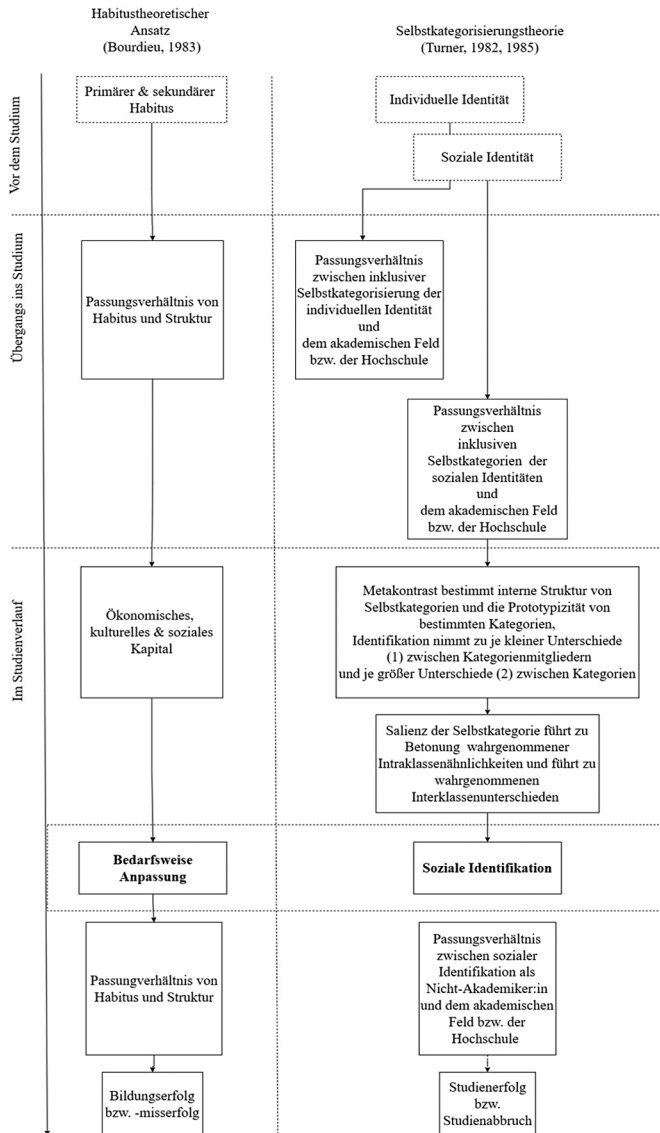 Habitustheoretischer
Ansatz
(Bourdieu, 1983)
Selbstkategorisierungstheorie
(Turner, 1982, 1985)
Vor dem Studium
Primärer & sekundärer
Habitus
Individuelle Identität
Soziale Identität
Übergangs ins Studium
Passungsverhältnis von
Habitus und Struktur
Passungsverhältnis
zwischen inklusiver
Selbstkategorisierung der
individuellen Identität
und
dem akademischen Feld
bzw. der Hochschule
Passungsverhältnis
zwischen
inklusiven
Selbstkategorien der
sozialen Identitäten
und
dem akademischen Feld
bzw. der Hochschule
Im Studienverlauf
Ökonomisches,
kulturelles & soziales
Kapital
Metakontrast bestimmt interne Struktur von
Selbstkategorien und die Prototypizität von
bestimmten Kategorien,
Identifikation nimmt zu je kleiner Unterschiede
(1) zwischen Kategorienmitgliedern
und je größer Unterschiede (2) zwischen Kategorien
Salienz der Selbstkategorie führt zu
Betonung wahrgenommener
Intraklassenähnlichkeiten und führt zu
wahrgenommenen
Interklassenunterschieden
Bedarfsweise
Anpassung
Soziale Identifikation
Passungverhältnis von
Habitus und Struktur
Passungsverhältnis
zwischen sozialer
Identifikation als
Nicht-Akademiker:in
und dem akademischen
Feld bzw. der
Hochschule
Bildungserfolg
bzw. -misserfolg
Studienerfolg
bzw.
Studienabbruch